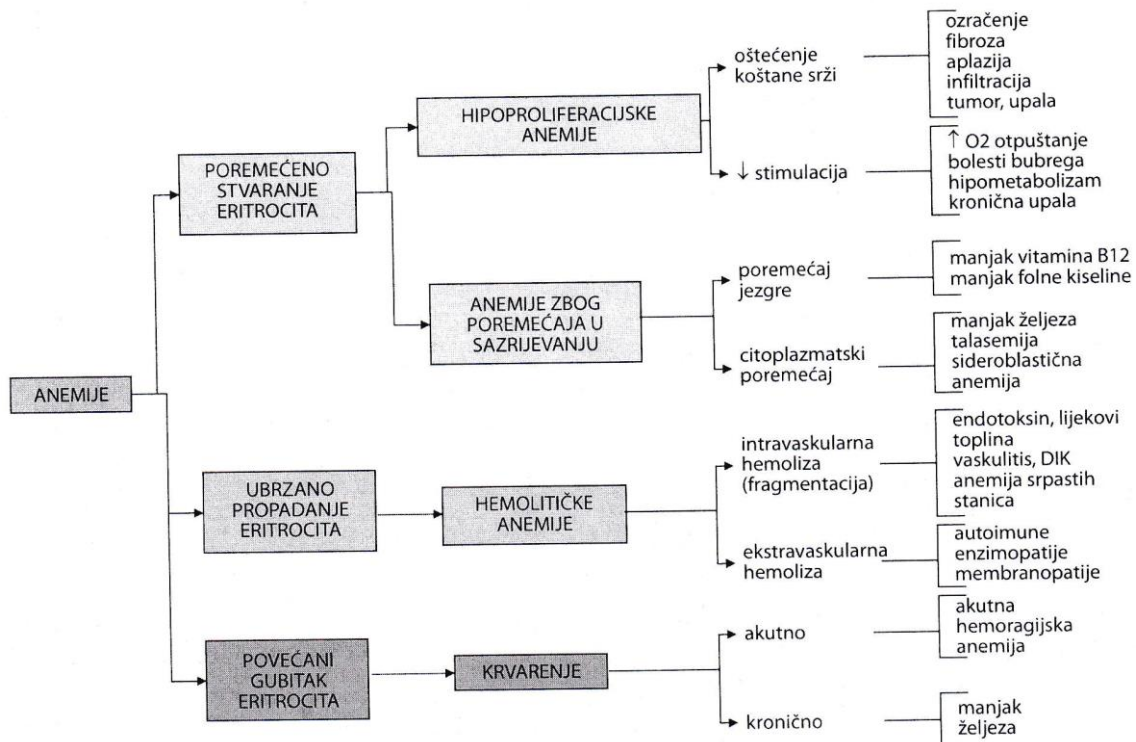 ANEMIJE
POREMEĆENO
STVARANJE
ERITROCITA
HIPOPROLIFERACIJSKE
ANEMIJE
oštećenje
koštane srži
ozračenje
fibroza
aplazija
infiltracija
tumor, upala
↓ stimulacija
↑ O2 otpuštanje
bolesti bubrega
hipometabolizam
kronična upala
ANEMIJE ZBOG
POREMEĆAJA U
SAZRIJEVANJU
poremećaj
jezgre
manjak vitamina B12
manjak folne kiseline
citoplazmatski
poremećaj
manjak željeza
talasemija
sideroblastična
anemija
UBRZANO
PROPADANJE
ERITROCITA
HEMOLITIČKE
ANEMIJE
intravaskularna
hemoliza
(fragmentacija)
endotoksin, lijekovi
toplina
vaskulitis, DIK
anemija srpastih
stanica
ekstravaskularna
hemoliza
autoimune
enzimopatije
membranopatije
POVEĆANI
GUBITAK
ERITROCITA
KRVARENJE
akutno
akutna
hemoragijska
anemija
kronično
manjak
željeza